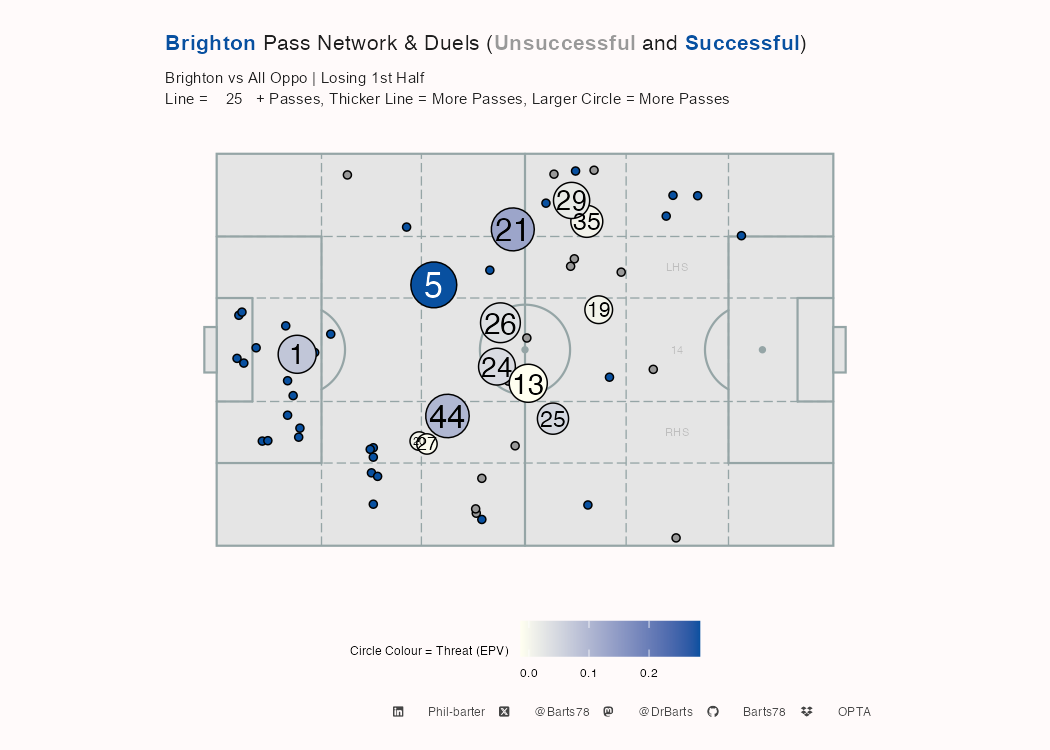 Brighton Pass Network & Duels (Unsuccessful and Successful)
Brighton vs All Oppo | Losing 1st Half
Line = 25 + Passes, Thicker Line = More Passes, Larger Circle = More Passes
29
35
21
LHS
5
19
26
14
1
24
13
44
25
RHS
27
Circle Colour = Threat (EPV)
0.0 0.1 0.2
Phil-barter @Barts78 @DrBarts Barts78 OPTA